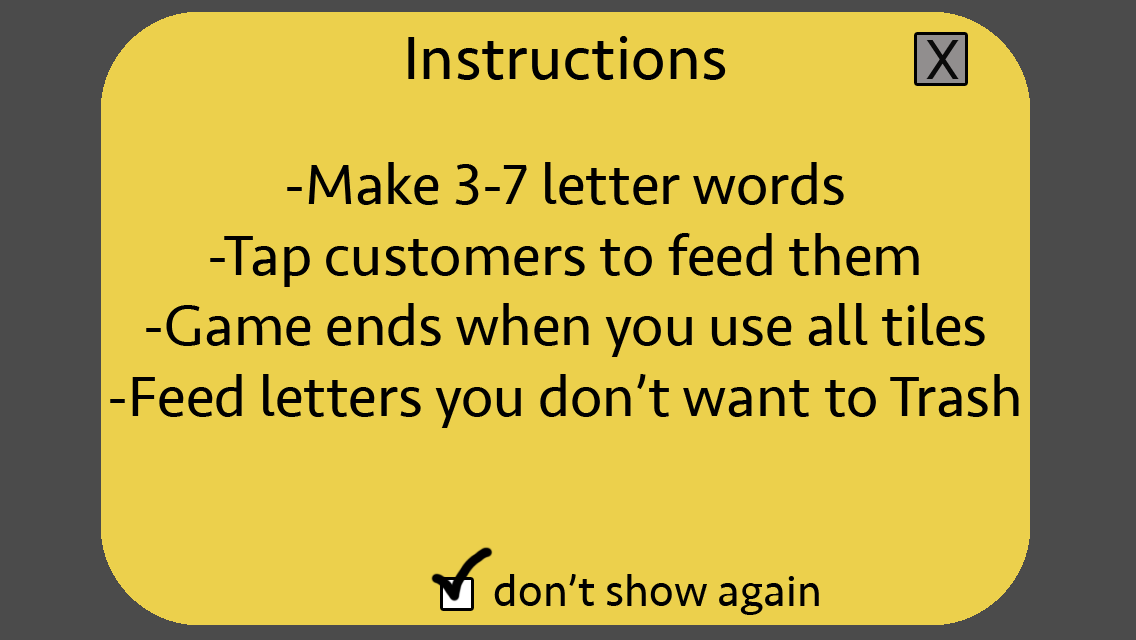 Instructions
X
-Make 3-7 letter words
-Tap customers to feed them
-Game ends when you use all tiles
-Feed letters you don’t want to Trash
don’t show again